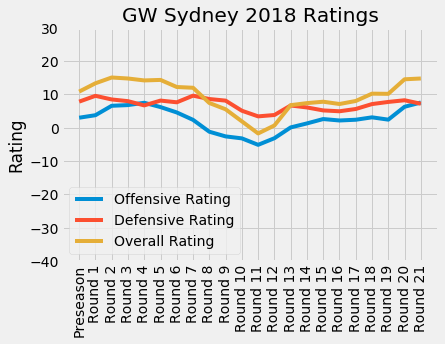 GW Sydney 2018 Ratings
30
20
10
0
−10
−20
−30
−40
Rating
Offensive Rating
Defensive Rating
Overall Rating
Preseason
Round 1
Round 2
Round 3
Round 4
Round 5
Round 6
Round 7
Round 8
Round 9
Round 10
Round 11
Round 12
Round 13
Round 14
Round 15
Round 16
Round 17
Round 18
Round 19
Round 20
Round 21